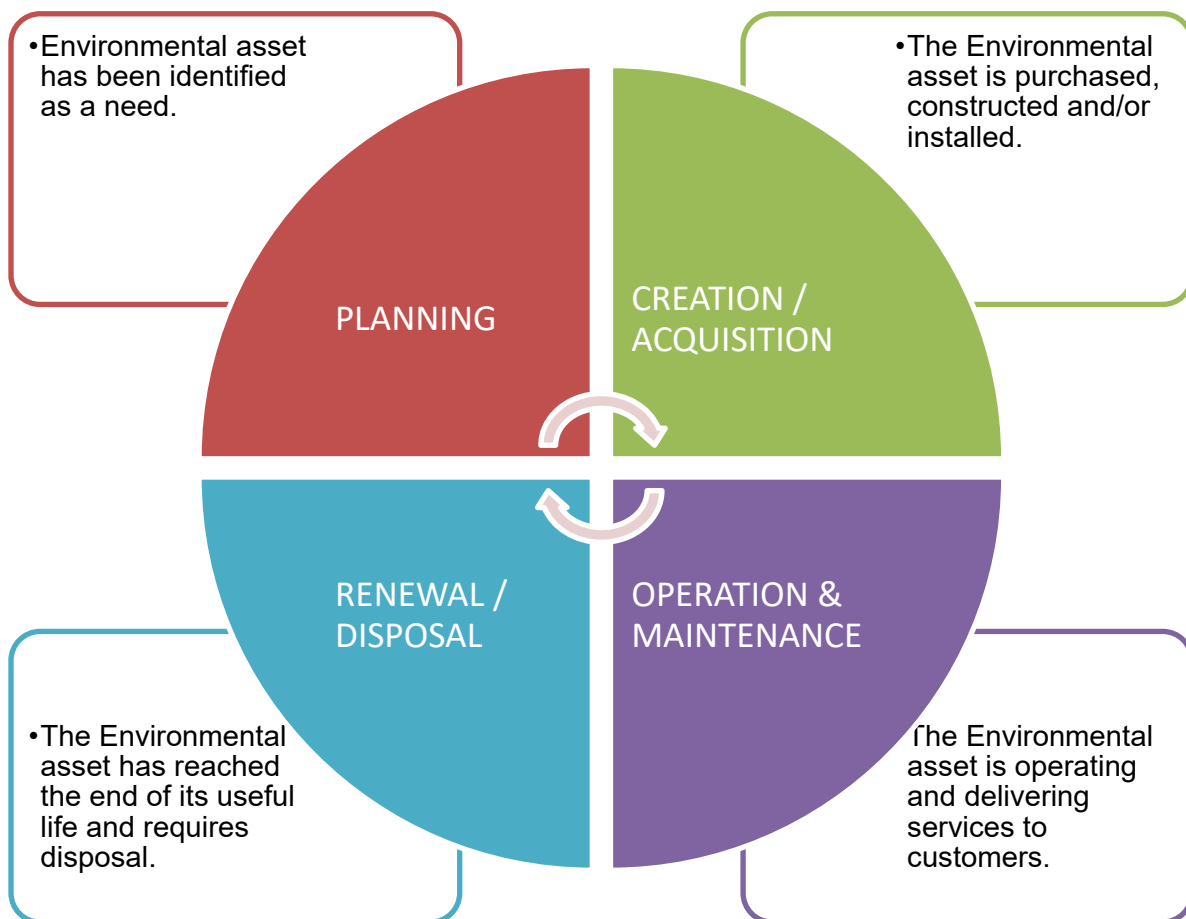 •Environmental asset
has been identified
as a need.
•The Environmental
asset is purchased,
constructed and/or
installed.
PLANNING
CREATION /
ACQUISITION
RENEWAL /
DISPOSAL
OPERATION &
MAINTENANCE
•The Environmental
asset has reached
the end of its useful
life and requires
disposal.
The Environmental
asset is operating
and delivering
services to
customers.